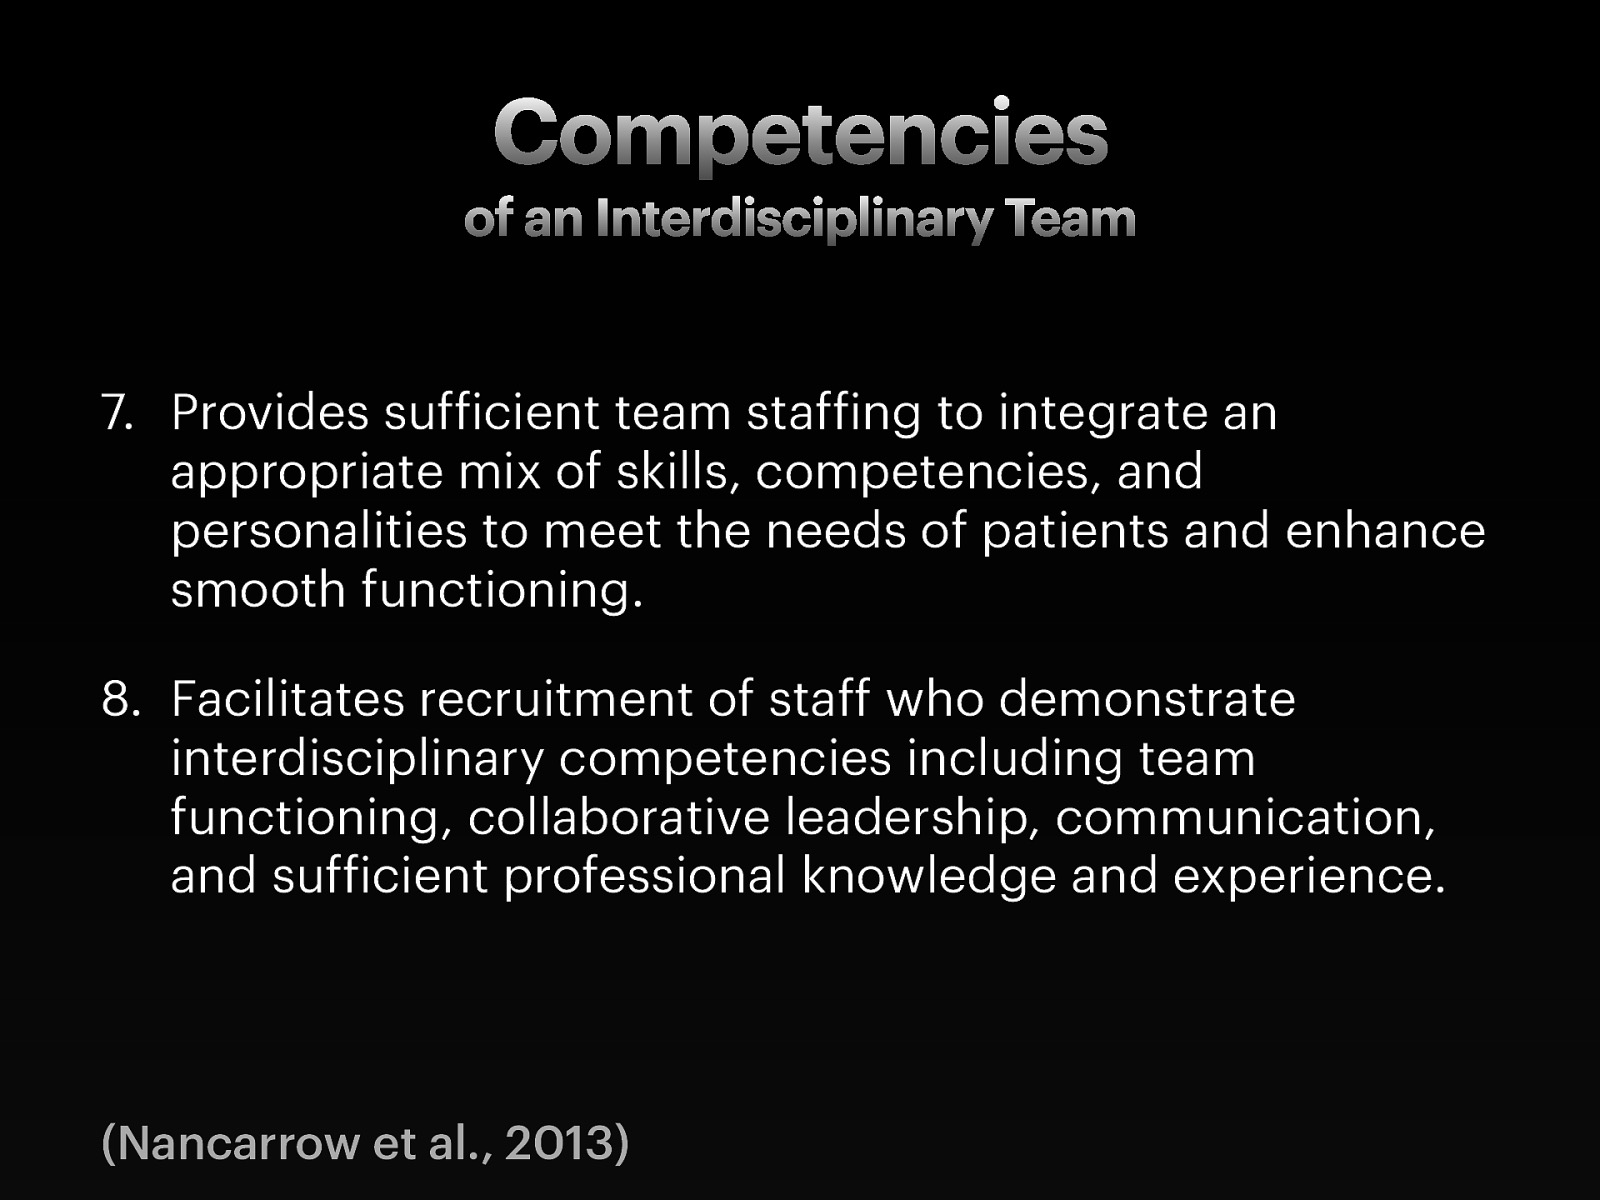 Competencies
of an Interdisciplinary Team
7. Provides sufficient team staffing to integrate an
appropriate mix of skills, competencies, and
personalities to meet the needs of patients and enhance
smooth functioning.
8. Facilitates recruitment of staff who demonstrate
interdisciplinary competencies including team
functioning, collaborative leadership, communication,
and sufficient professional knowledge and experience.
(Nancarrow et al., 2013)